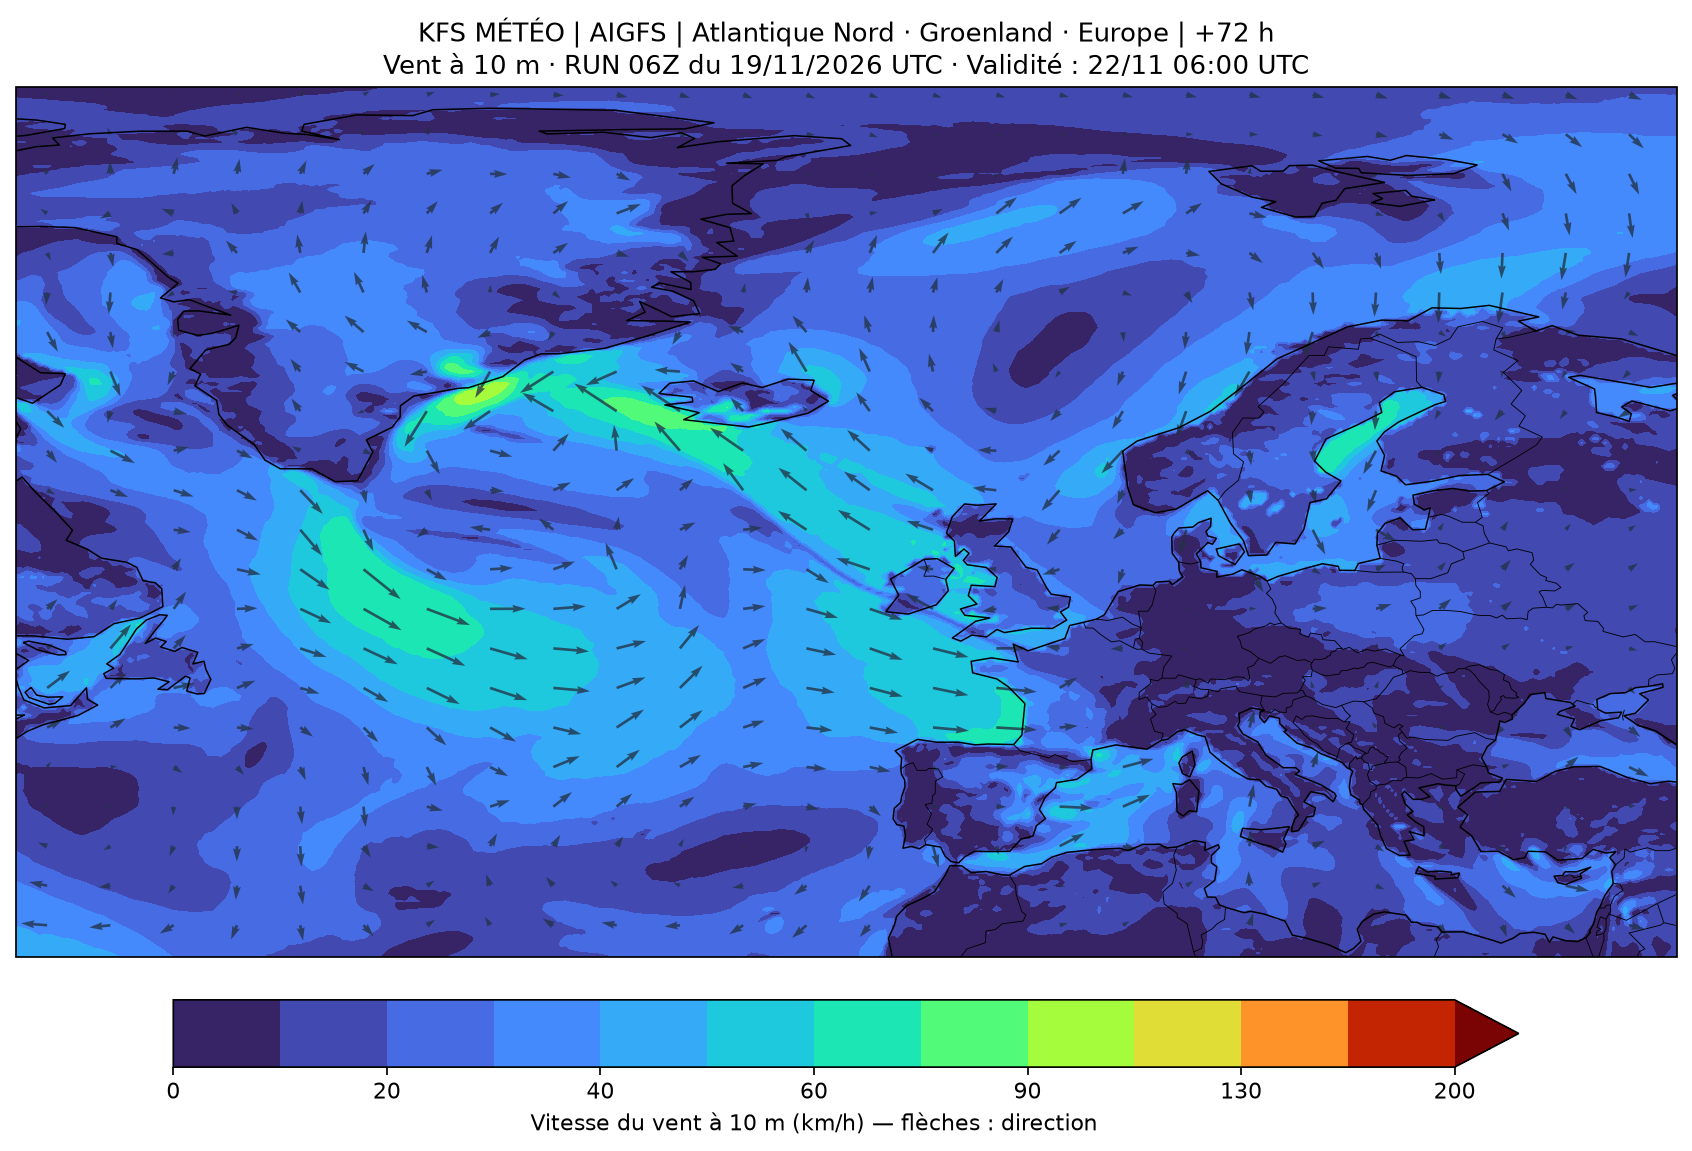 KFS MÉTÉO | AIGFS | Atlantique Nord · Groenland · Europe | +72 h
Vent à 10 m · RUN 06Z du 19/11/2026 UTC · Validité : 22/11 06:00 UTC
0 20 40 60 90 130 200
Vitesse du vent à 10 m (km/h) — flèches : direction